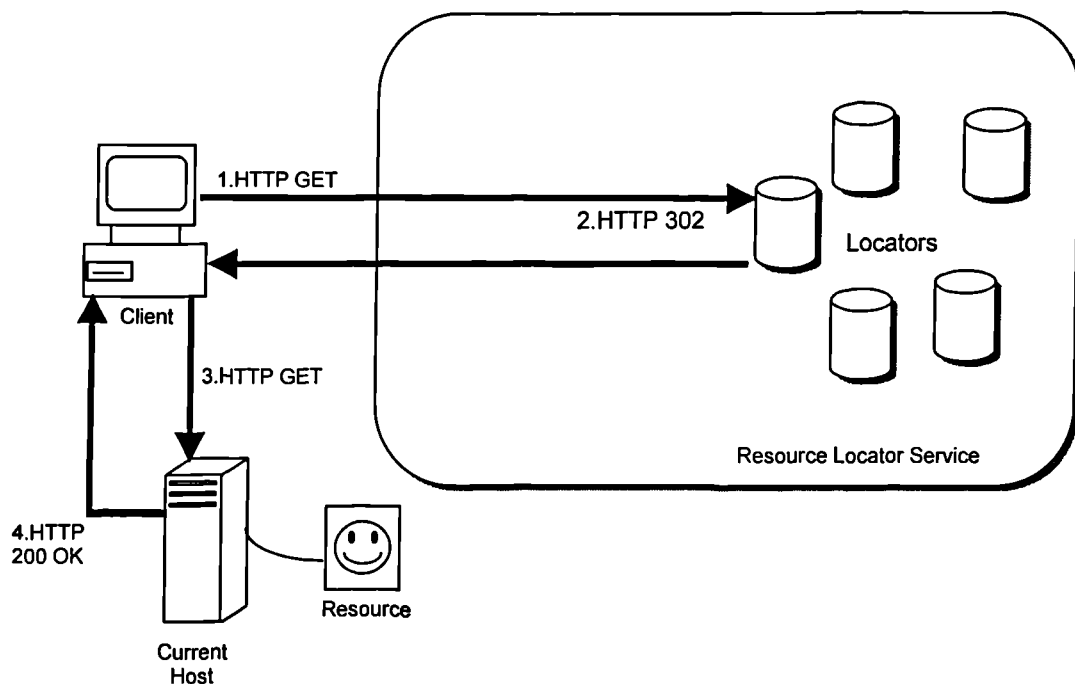 1.HTTP GET
2.HTTP 302
Locators
Client
3.HTTP GET
Resource Locator Service
4.HTTP
200 OK
Resource
Current
Host